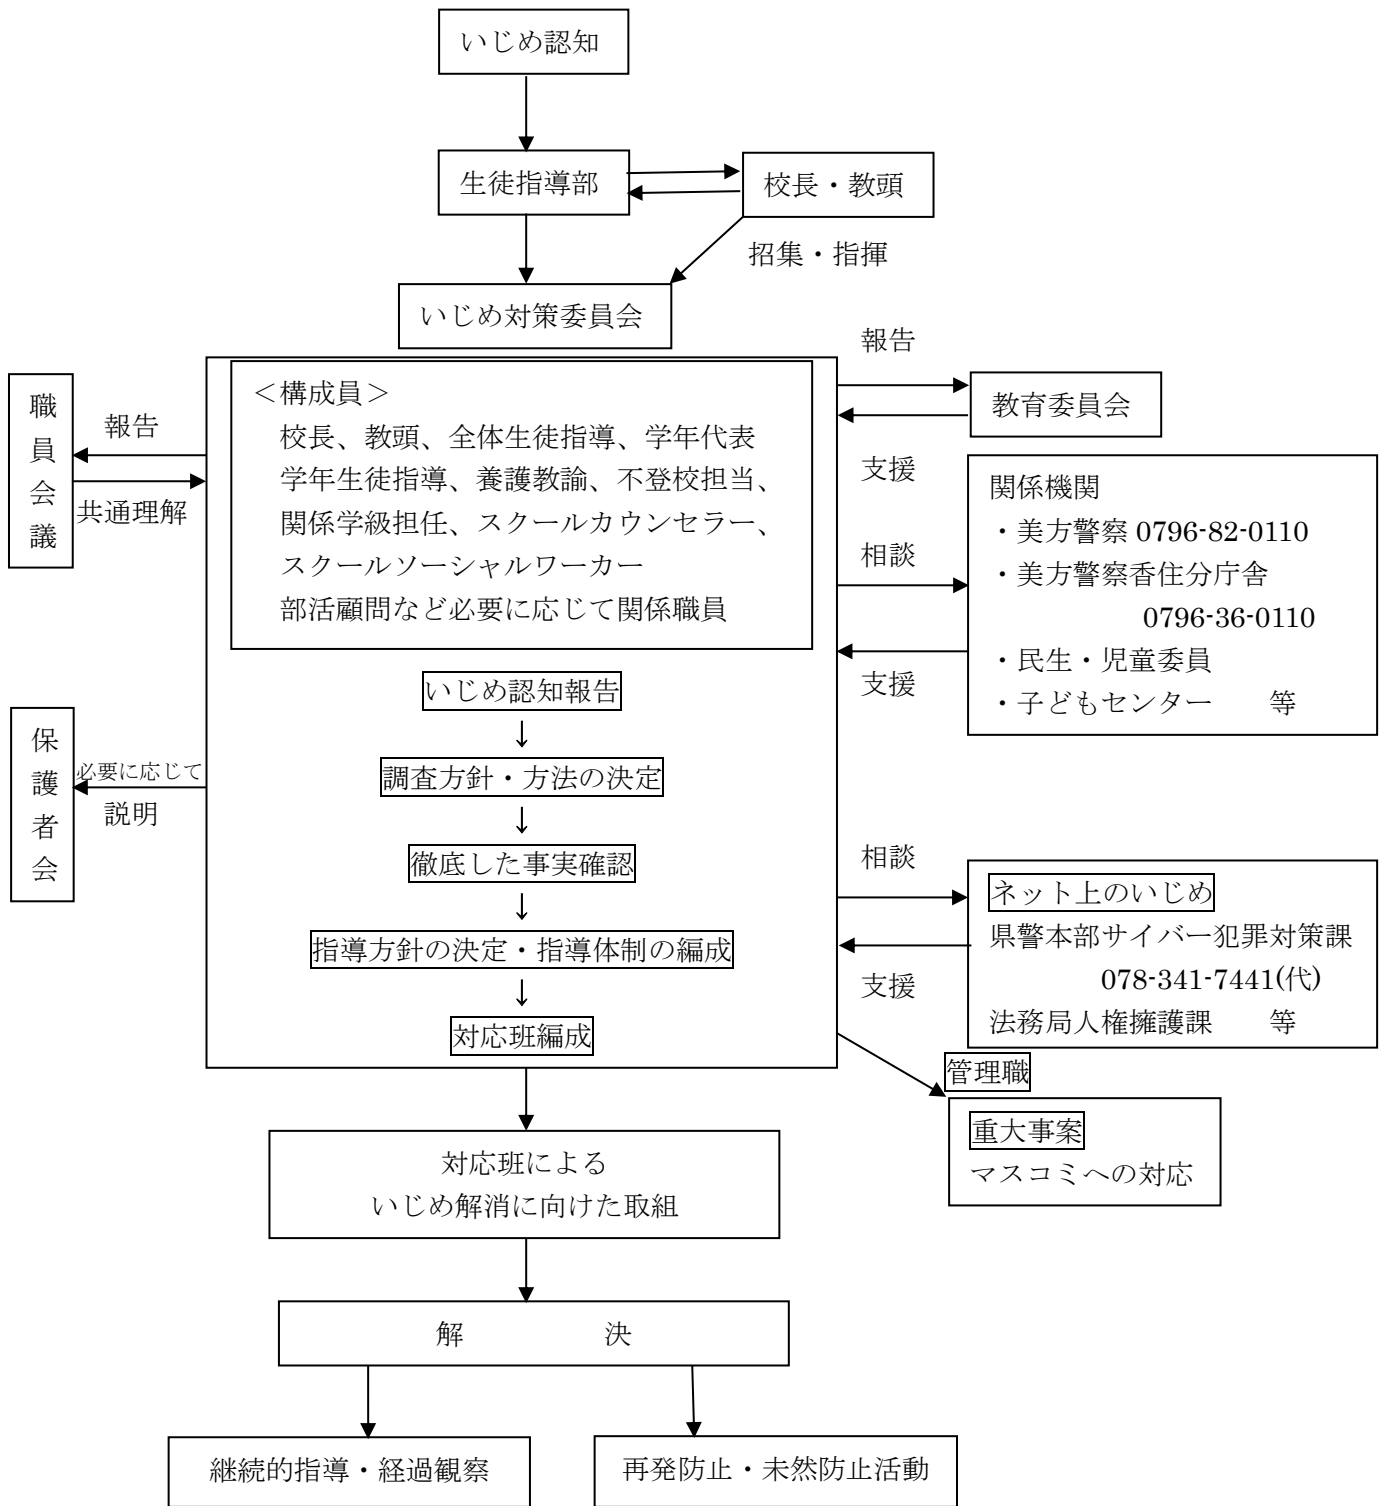 いじめ認知
生徒指導部
校長・教頭
招集・指揮
いじめ対策委員会
職員会議
報告
共通理解
＜構成員＞
校長、教頭、全体生徒指導、学年代表
学年生徒指導、養護教諭、不登校担当、
関係学級担任、スクールカウンセラー、
スクールソーシャルワーカー
部活顧問など必要に応じて関係職員
報告
教育委員会
支援
相談
支援
関係機関
・美方警察 0796-82-0110
・美方警察香住分庁舎
0796-36-0110
・民生・児童委員
・子どもセンター　　等
いじめ認知報告
↓
調査方針・方法の決定
↓
徹底した事実確認
↓
指導方針の決定・指導体制の編成
↓
対応班編成
保護者会
必要に応じて
説明
相談
支援
ネット上のいじめ
県警本部サイバー犯罪対策課
078-341-7441(代)
法務局人権擁護課　　等
管理職
重大事案
マスコミへの対応
対応班による
いじめ解消に向けた取組
解　　　　　　決
継続的指導・経過観察
再発防止・未然防止活動